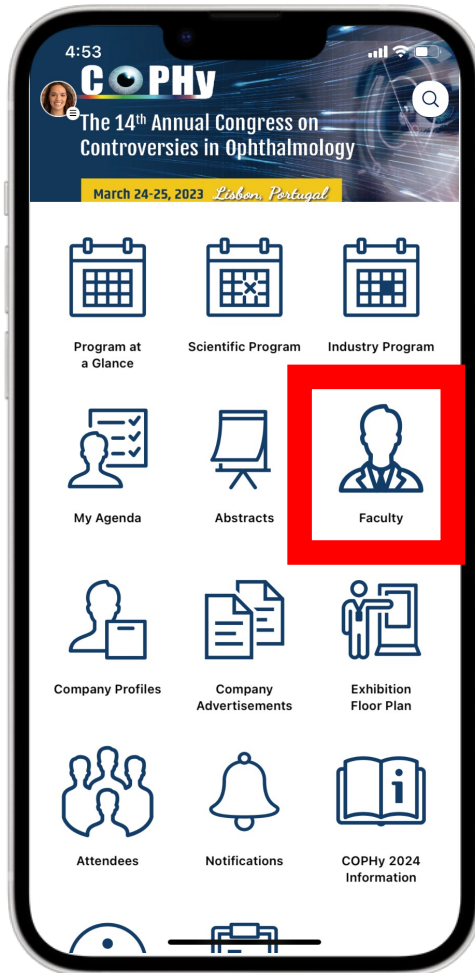 4:53
COPHy
The 14th Annual Congress on
Controversies in Ophthalmology
March 24-25, 2023 Lisbon, Portugal
Program at
a Glance
Scientific Program
Industry Program
My Agenda
Abstracts
Faculty
Company Profiles
Company
Advertisements
Exhibition
Floor Plan
i
Attendees
Notifications
COPHy 2024
Information